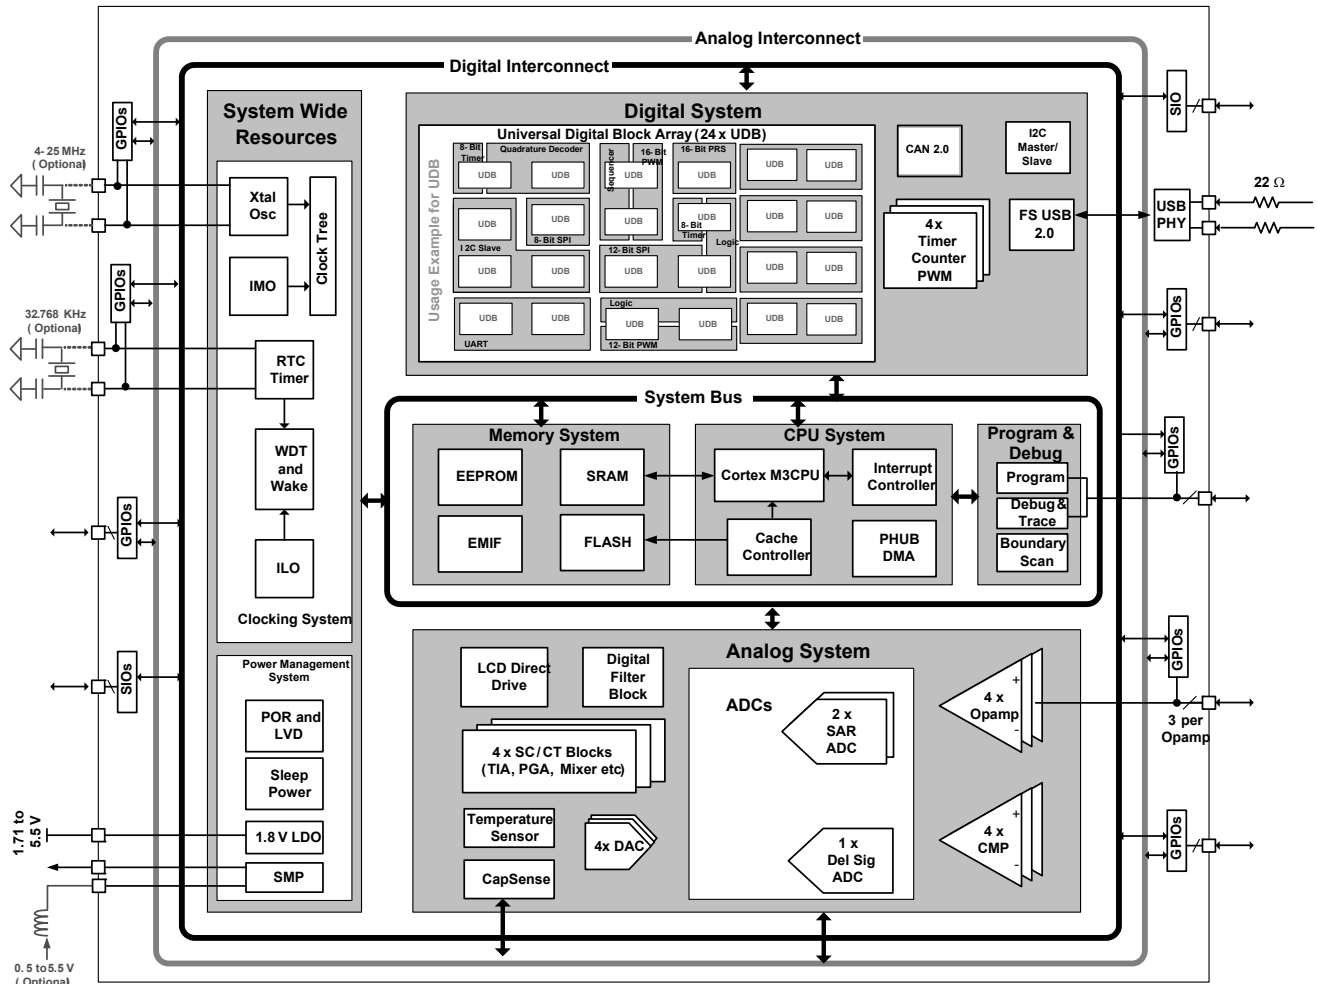 Analog Interconnect
Digital Interconnect
System Wide
Resources
GPIOs
4- 25 MHz
( Optional)
Xtal
Osc
Clock Tree
IMO
GPIOs
32.768 KHz
( Optional)
RTC
Timer
WDT
and
Wake
ILO
Clocking System
GPIOs
SIOs
Power Management
System
POR and
LVD
Sleep
Power
1.8 V LDO
SMP
1.71 to
5.5 V
0. 5 to 5.5 V
( Optional)
Digital System
Universal Digital Block Array (24 x UDB)
Usage Example for UDB
8- Bit
Timer
Quadrature Decoder
Sequencer
16- Bit
PWM
16- Bit PRS
UDB
UDB
UDB
UDB
UDB
UDB
UDB
UDB
UDB
UDB
UDB
UDB
8- Bit
Timer
Logic
I2C Slave
8- Bit SPI
12- Bit SPI
UDB
UDB
UDB
UDB
UDB
UDB
Logic
UDB
UDB
UDB
UDB
UDB
UDB
UART
12- Bit PWM
CAN 2.0
I2C
Master/
Slave
4 x
Timer
Counter
PWM
FS USB
2.0
System Bus
Memory System
EEPROM
SRAM
EMIF
FLASH
CPU System
Cortex M3CPU
Interrupt
Controller
Cache
Controller
PHUB
DMA
Program &
Debug
Program
Debug &
Trace
Boundary
Scan
Analog System
LCD Direct
Drive
Digital
Filter
Block
4 x SC/CT Blocks
(TIA, PGA, Mixer etc)
Temperature
Sensor
CapSense
4x DAC
ADCs
2 x
SAR
ADC
1 x
Del Sig
ADC
+
4 x
Opamp
-
+
4 x
CMP
-
SIO
USB
PHY
22 Ω
GPIOs
GPIOs
GPIOs
3 per
Opamp
GPIOs